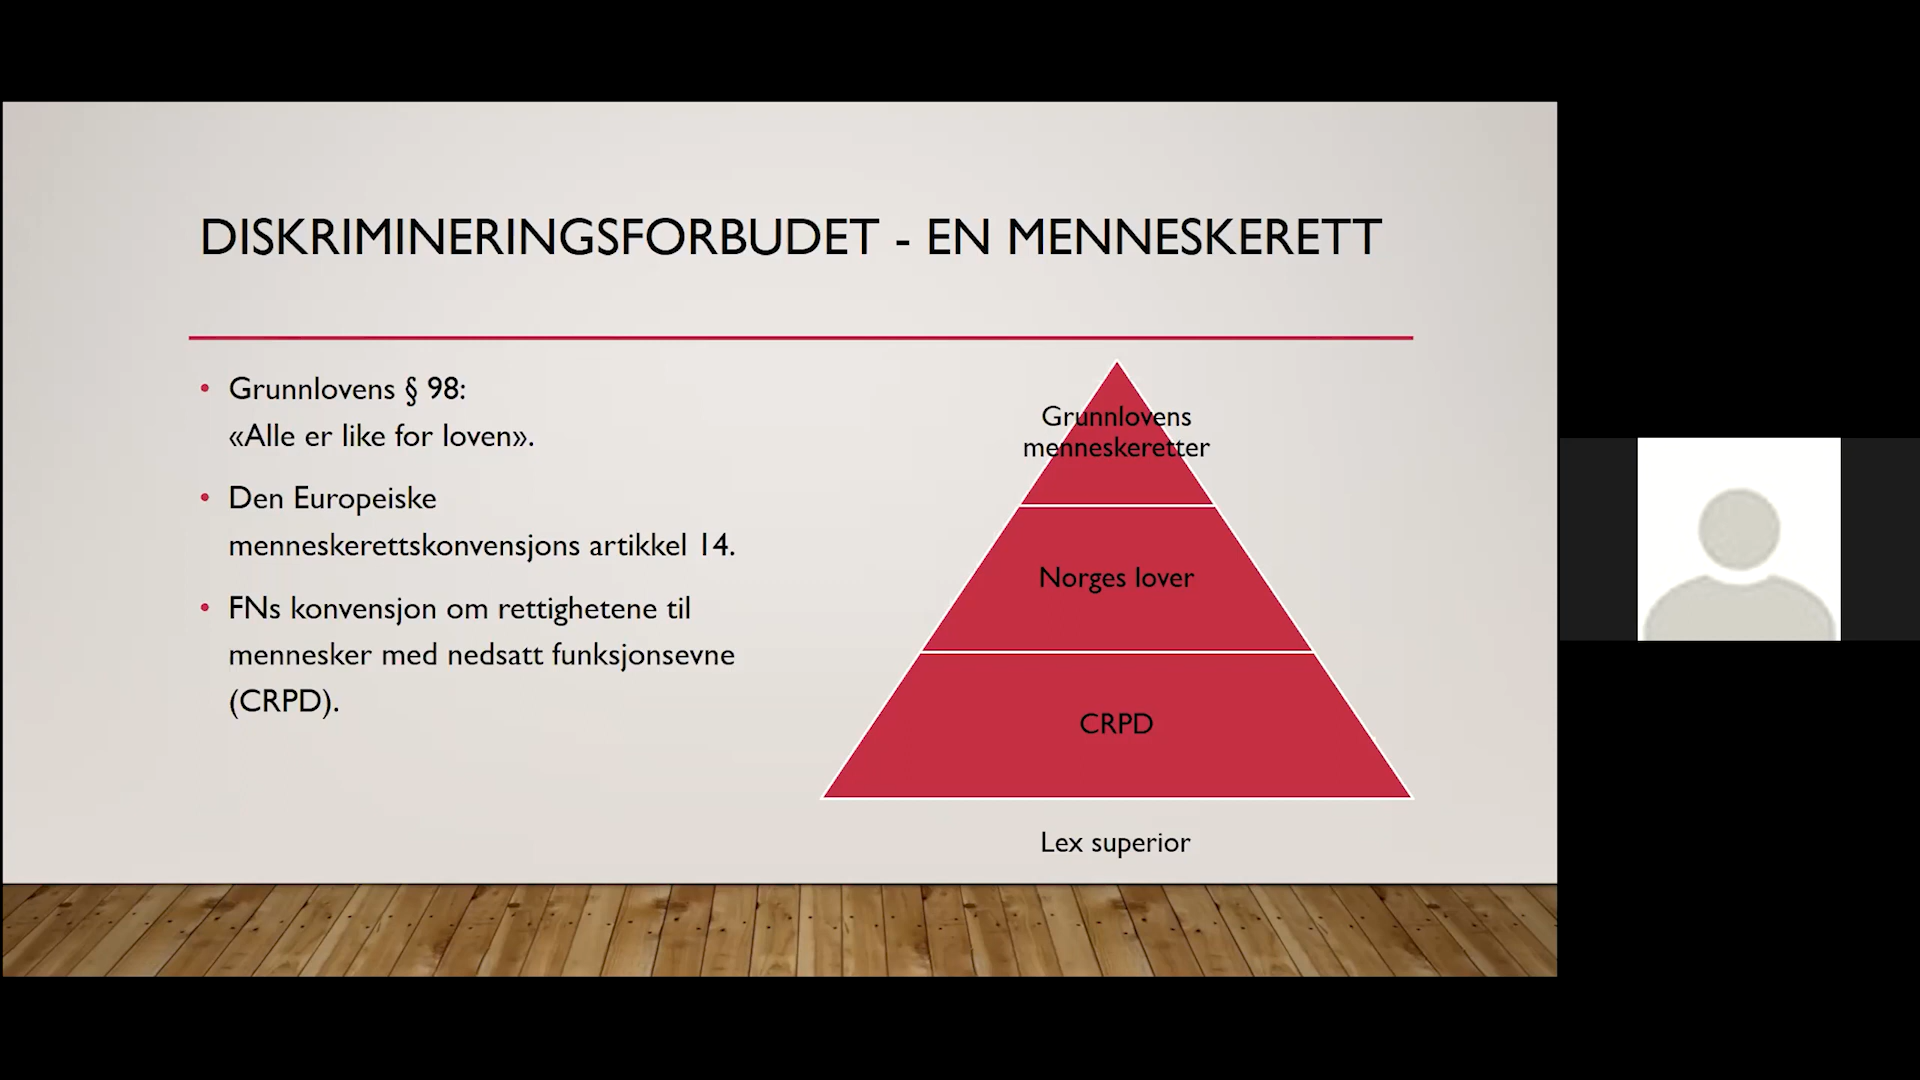 DISKRIMINERINGSFORBUDET - EN MENNESKERETT
• Grunnlovens § 98:
«Alle er like for loven».
• Den Europeiske
menneskerettskonvensjons artikkel 14.
• FNs konvensjon om rettighetene til
mennesker med nedsatt funksjonsevne
(CRPD).
Grunnlovens
menneskeretter
Norges lover
CRPD
Lex superior